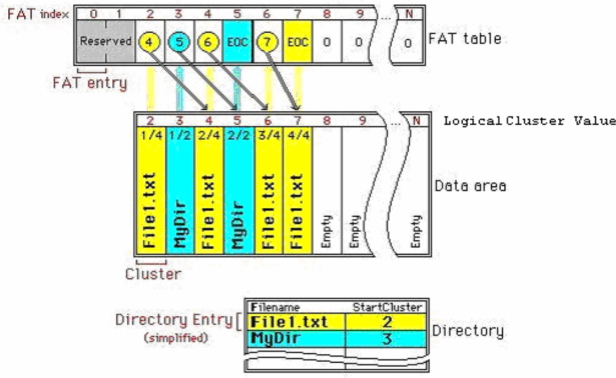 FAT index 0 1 2 3 4 5 6 7 8 9 ... N
Reserved 4 5 6 EOC 7 EOC 0 0 0 FAT table
FAT entry
2 3 4 5 6 7 8 9 ... N Logical Cluster Value
1/4 1/2 2/4 2/2 3/4 4/4
File1.txt MyDir File1.txt MyDir File1.txt File1.txt Empty Empty Empty Data area
Cluster
Filename StartCluster
Directory Entry File1.txt 2 Directory
(simplified) MyDir 3